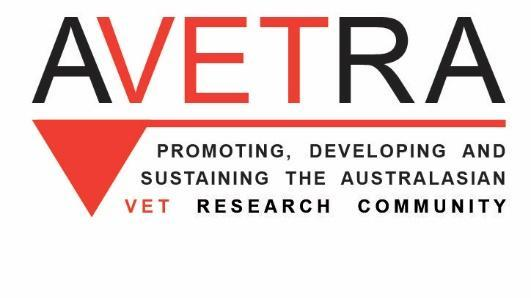 AVETRA
PROMOTING, DEVELOPING AND
SUSTAINING THE AUSTRALASIAN
VET RESEARCH COMMUNITY